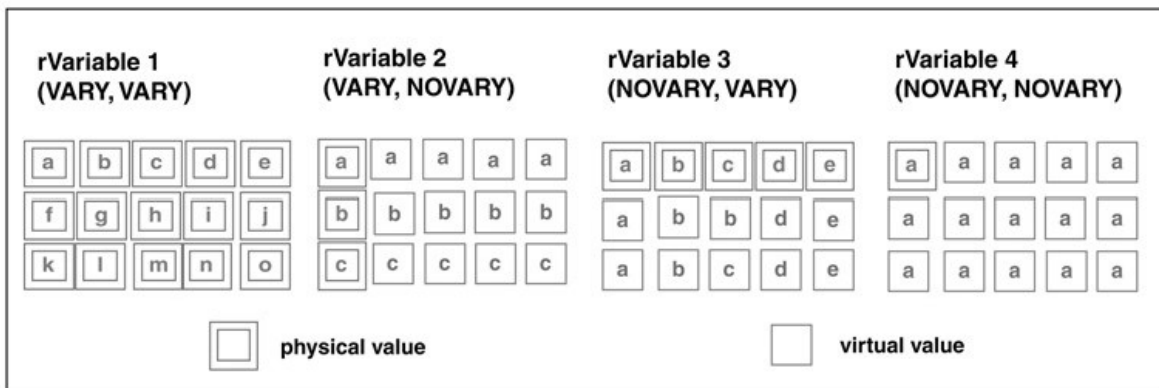 rVariable 1
(VARY, VARY)
rVariable 2
(VARY, NOVARY)
rVariable 3
(NOVARY, VARY)
rVariable 4
(NOVARY, NOVARY)
a b c d e
f g h i j
k l m n o
a a a a a
b b b b b
c c c c c
a b c d e
a b b d e
a b c d e
a a a a a
a a a a a
a a a a a
physical value
virtual value